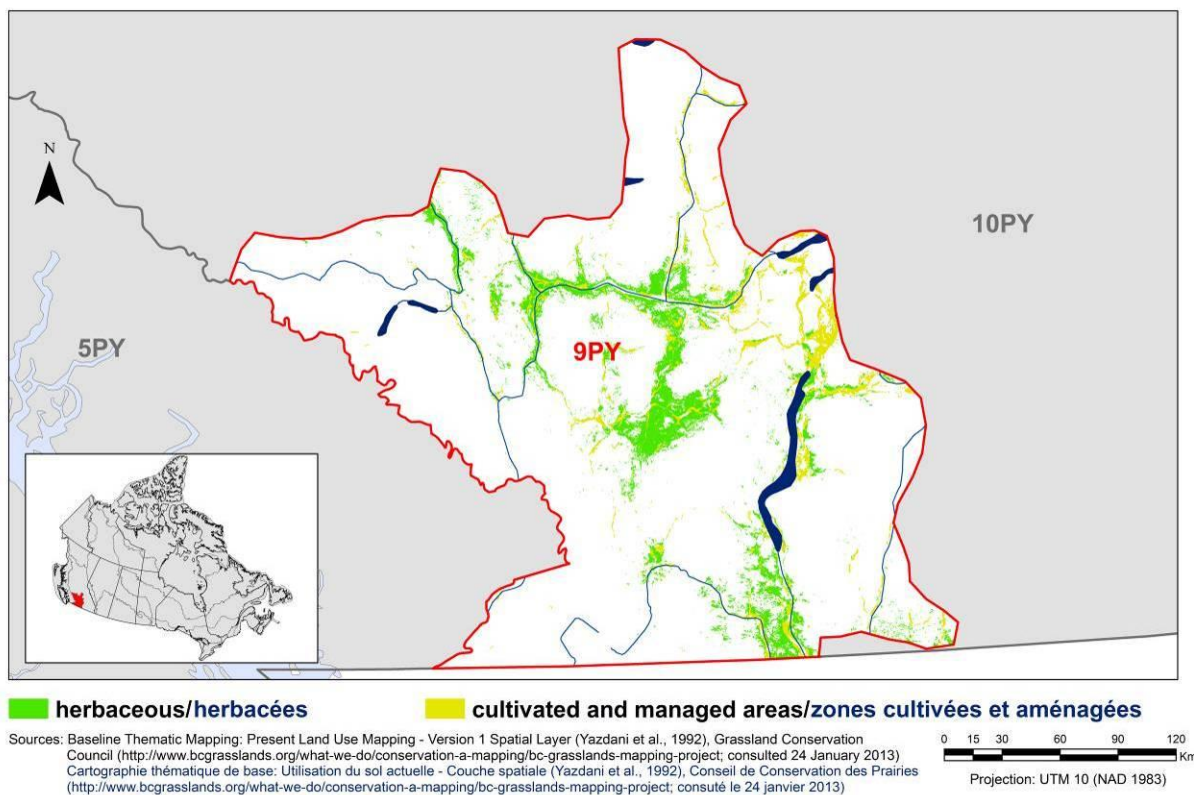 N
10PY
5PY
9PY
herbaceous/herbacées
cultivated and managed areas/zones cultivées et aménagées
Sources: Baseline Thematic Mapping: Present Land Use Mapping - Version 1 Spatial Layer (Yazdani et al., 1992), Grassland Conservation
Council (http://www.bcgrasslands.org/what-we-do/conservation-a-mapping/bc-grasslands-mapping-project; consulted 24 January 2013)
Cartographie thématique de base: Utilisation du sol actuelle - Couche spatiale (Yazdani et al., 1992), Conseil de Conservation des Prairies
(http://www.bcgrasslands.org/what-we-do/conservation-a-mapping/bc-grasslands-mapping-project; consuté le 24 janvier 2013)
0 15 30 60 90 120
Km
Projection: UTM 10 (NAD 1983)